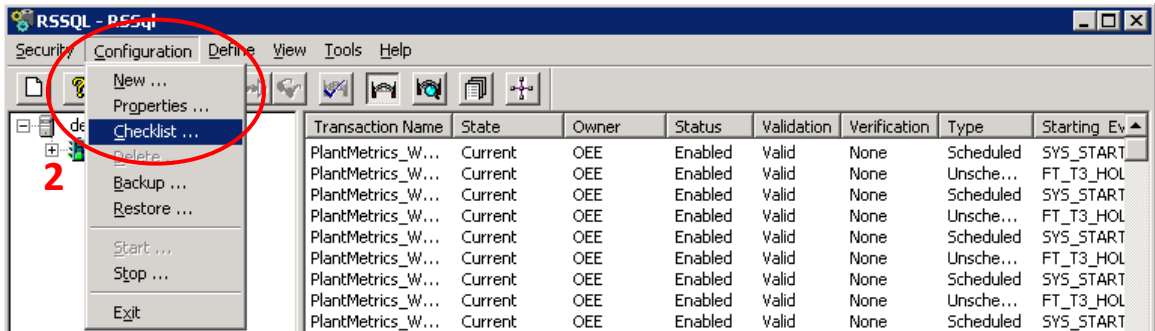 RSSQL - RSSql
Security Configuration Define View Tools Help
New ...
Properties ...
Checklist ...
Delete ...
Backup ...
Restore ...
Start ...
Stop ...
Exit
de
2
Transaction Name State Owner Status Validation Verification Type Starting Ev
PlantMetrics_W... Current OEE Enabled Valid None Scheduled SYS_START
PlantMetrics_W... Current OEE Enabled Valid None Unsche... FT_T3_HOL
PlantMetrics_W... Current OEE Enabled Valid None Scheduled SYS_START
PlantMetrics_W... Current OEE Enabled Valid None Unsche... FT_T3_HOL
PlantMetrics_W... Current OEE Enabled Valid None Scheduled SYS_START
PlantMetrics_W... Current OEE Enabled Valid None Unsche... FT_T3_HOL
PlantMetrics_W... Current OEE Enabled Valid None Scheduled SYS_START
PlantMetrics_W... Current OEE Enabled Valid None Unsche... FT_T3_HOL
PlantMetrics_W... Current OEE Enabled Valid None Scheduled SYS_START